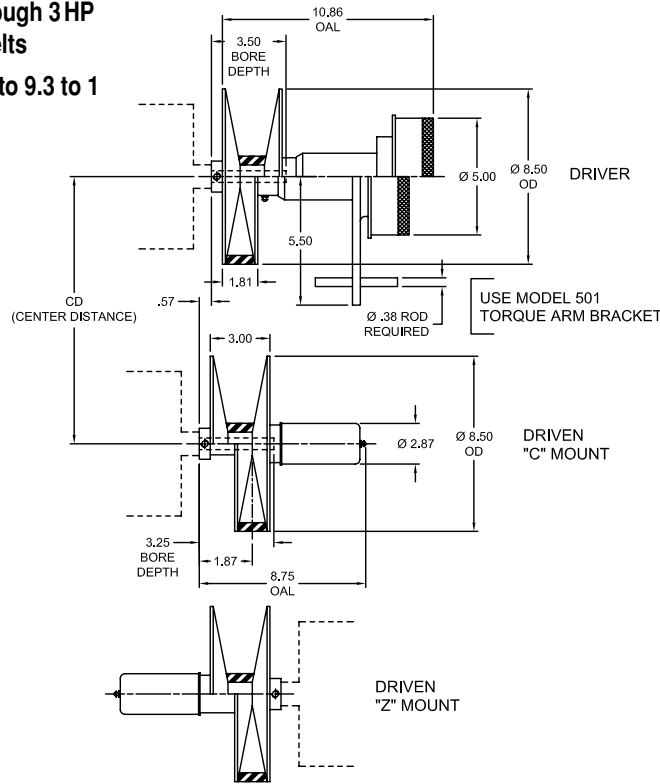 ough 3 HP
elts
to 9.3 to 1
10.86
OAL
3.50
BORE
DEPTH
Ø 5.00
Ø 8.50
OD
DRIVER
5.50
1.81
.57
CD
(CENTER DISTANCE)
Ø .38 ROD
REQUIRED
USE MODEL 501
TORQUE ARM BRACKET
3.00
Ø 2.87
Ø 8.50
OD
DRIVEN
"C" MOUNT
3.25
BORE
DEPTH
1.87
8.75
OAL
DRIVEN
"Z" MOUNT